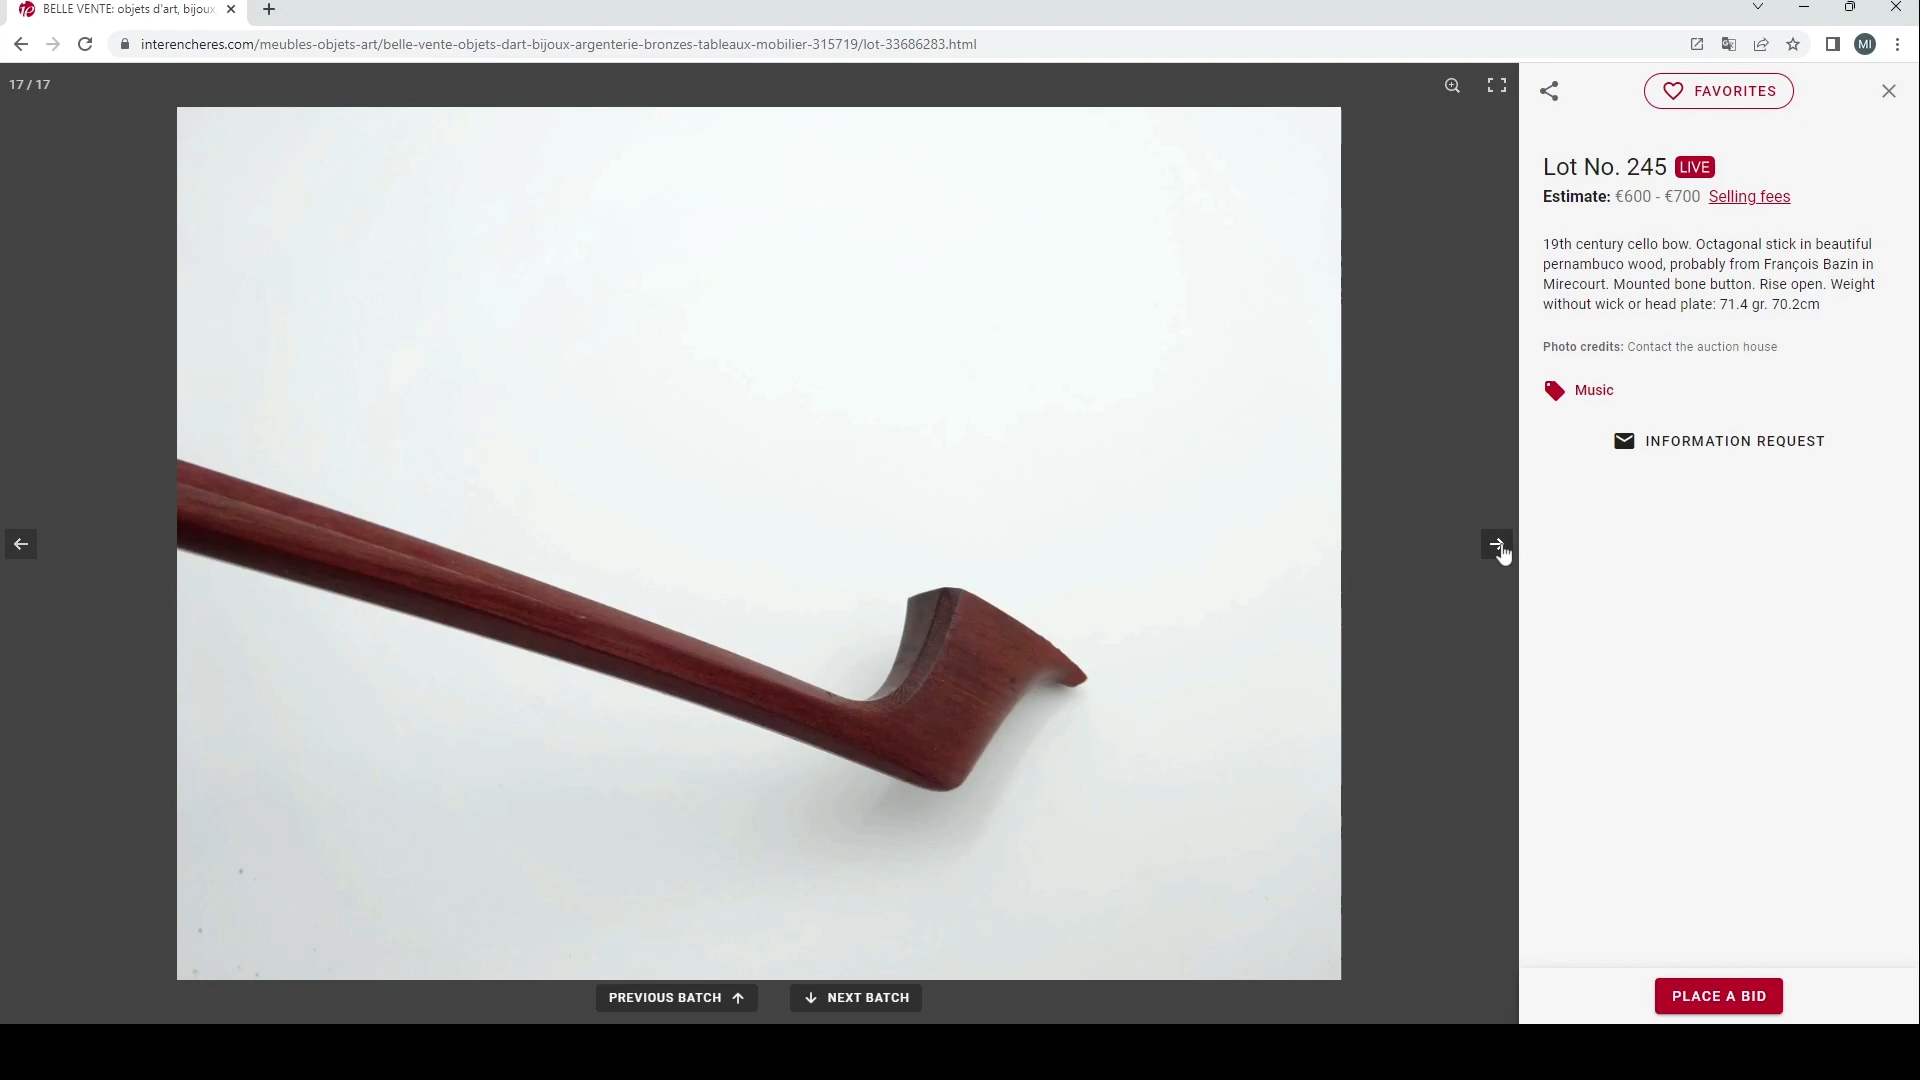 BELLE VENTE: objets d'art, bijoux
interencheres.com/meubles-objets-art/belle-vente-objets-dart-bijoux-argenterie-bronzes-tableaux-mobilier-315719/lot-33686283.html
MI
17 / 17
FAVORITES
Lot No. 245 LIVE
Estimate: €600 - €700 Selling fees
19th century cello bow. Octagonal stick in beautiful
pernambuco wood, probably from François Bazin in
Mirecourt. Mounted bone button. Rise open. Weight
without wick or head plate: 71.4 gr. 70.2cm
Photo credits: Contact the auction house
Music
INFORMATION REQUEST
PREVIOUS BATCH
NEXT BATCH
PLACE A BID